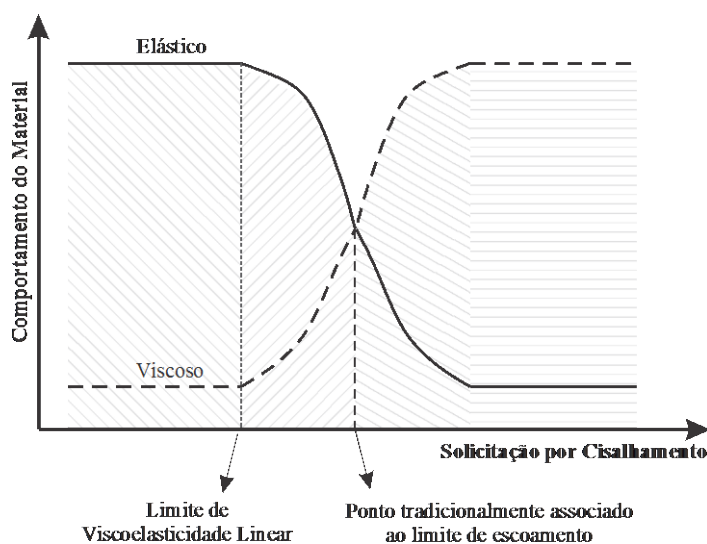 Elástico
Comportamento do Material
Viscoso
Solicitação por Cisalhamento
Limite de
Viscoelasticidade Linear
Ponto tradicionalmente associado
ao limite de escoamento